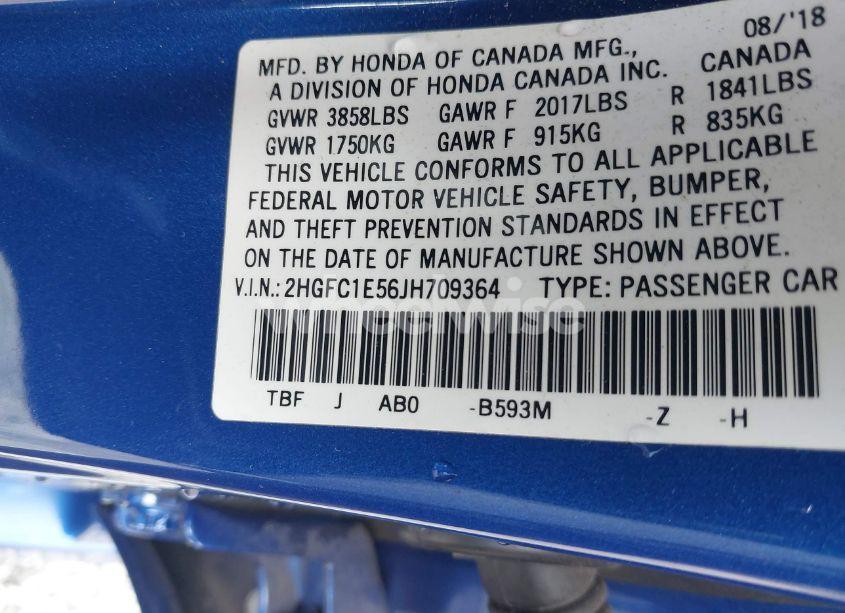 08/'18
MFD. BY HONDA OF CANADA MFG., CANADA
A DIVISION OF HONDA CANADA INC.
GVWR 3858LBS GAWR F 2017LBS R 1841LBS
GVWR 1750KG GAWR F 915KG R 835KG
THIS VEHICLE CONFORMS TO ALL APPLICABLE
FEDERAL MOTOR VEHICLE SAFETY, BUMPER,
AND THEFT PREVENTION STANDARDS IN EFFECT
ON THE DATE OF MANUFACTURE SHOWN ABOVE.
V.I.N.: 2HGFC1E56JH709364 TYPE: PASSENGER CAR
wheelwise
TBF J AB0 -B593M -Z -H